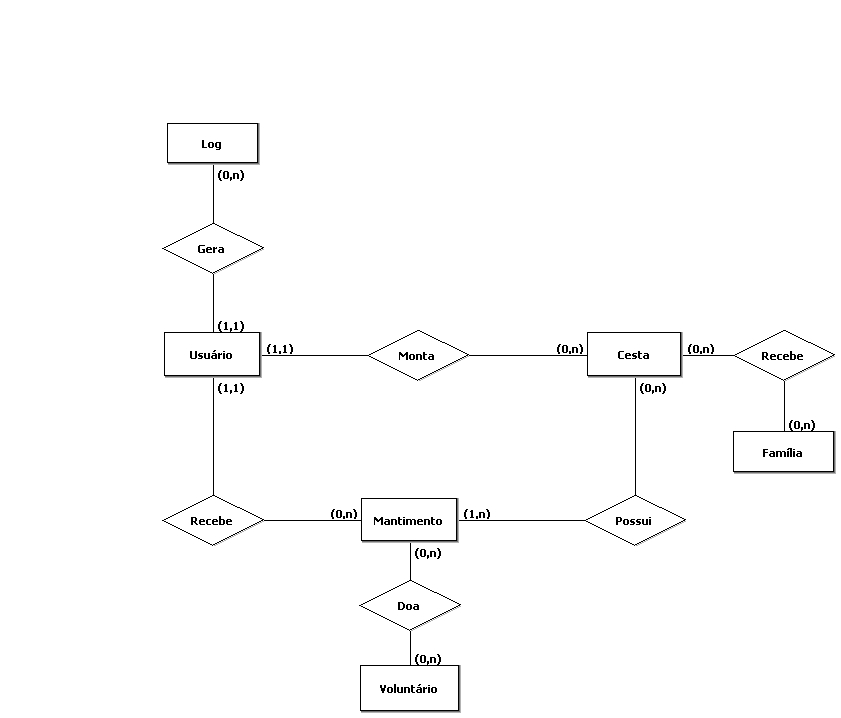 Log
(0,n)
Gera
(1,1)
Usuário
(1,1)
Monta
(0,n)
Cesta
(0,n)
Recebe
(1,1)
(0,n)
(0,n)
Família
Recebe
(0,n)
Mantimento
(1,n)
Possui
(0,n)
Doa
(0,n)
Voluntário